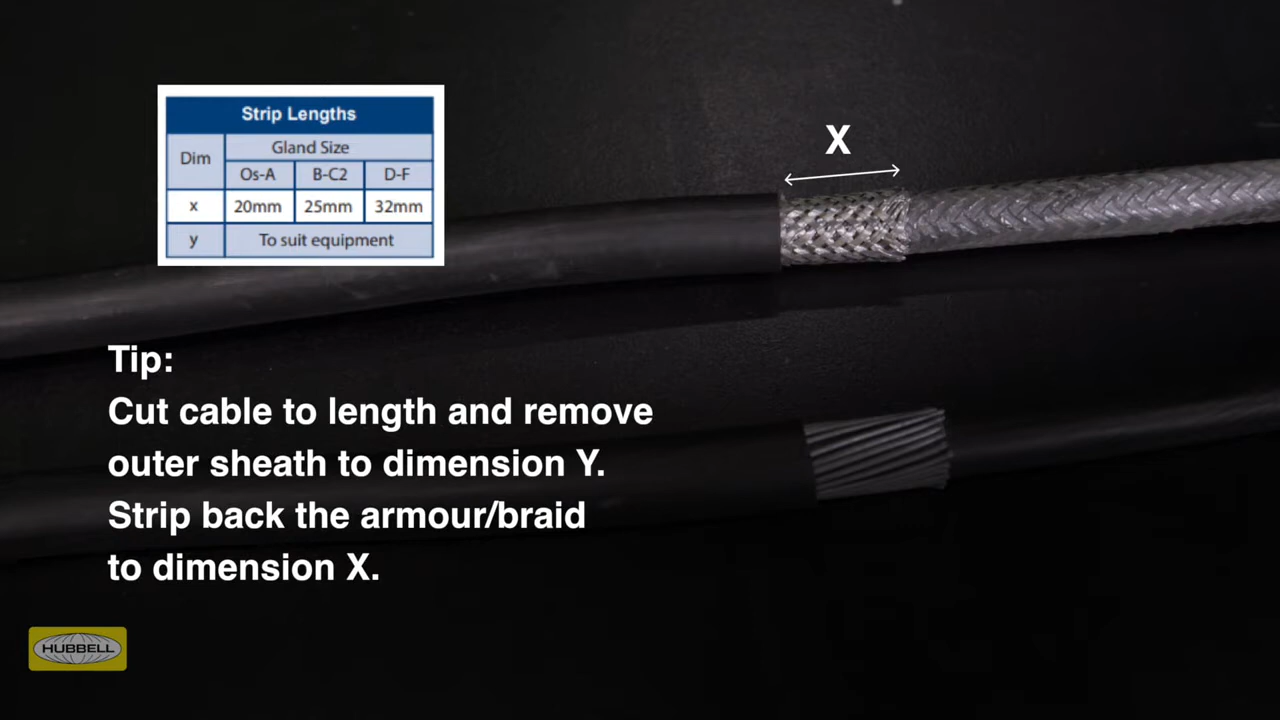 Strip Lengths
Dim
Gland Size
Os-A B-C2 D-F
x 20mm 25mm 32mm
y To suit equipment
X
Tip:
Cut cable to length and remove
outer sheath to dimension Y.
Strip back the armour/braid
to dimension X.
HUBBELL